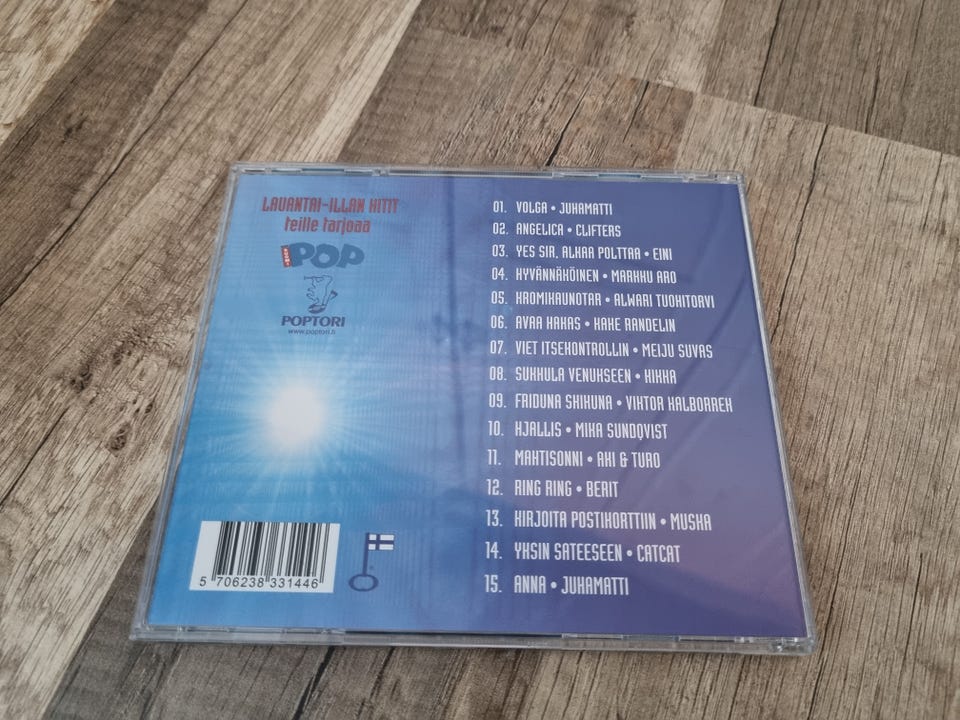 LAUANTAI-ILLAN HITIT
teille tarjoaa
POP
POPTORI
www.poptori.fi
01. VOLGA • JUHAMATTI
02. ANGELICA • CLIFTERS
03. YES SIR, ALKAA POLTTAA • EINI
04. HYVÄNNÄKÖINEN • MARKKU ARO
05. KROMIKAUNOTAR • ALWARI TUOHITORVI
06. AVAA HAKAS • KAKE RANDELIN
07. VIET ITSEKONTROLLIN • MEIJU SUVAS
08. SUKKULA VENUKSEEN • KIKKA
09. FRIDUNA SKIKUNA • VIKTOR KALBORREK
10. HJALLIS • MIKA SUNDQVIST
11. MAHTISONNI • AKI & TURO
12. RING RING • BERIT
13. KIRJOITA POSTIKORTTIIN • MUSKA
14. YKSIN SATEESEEN • CATCAT
15. ANNA • JUHAMATTI
5 706238 331446